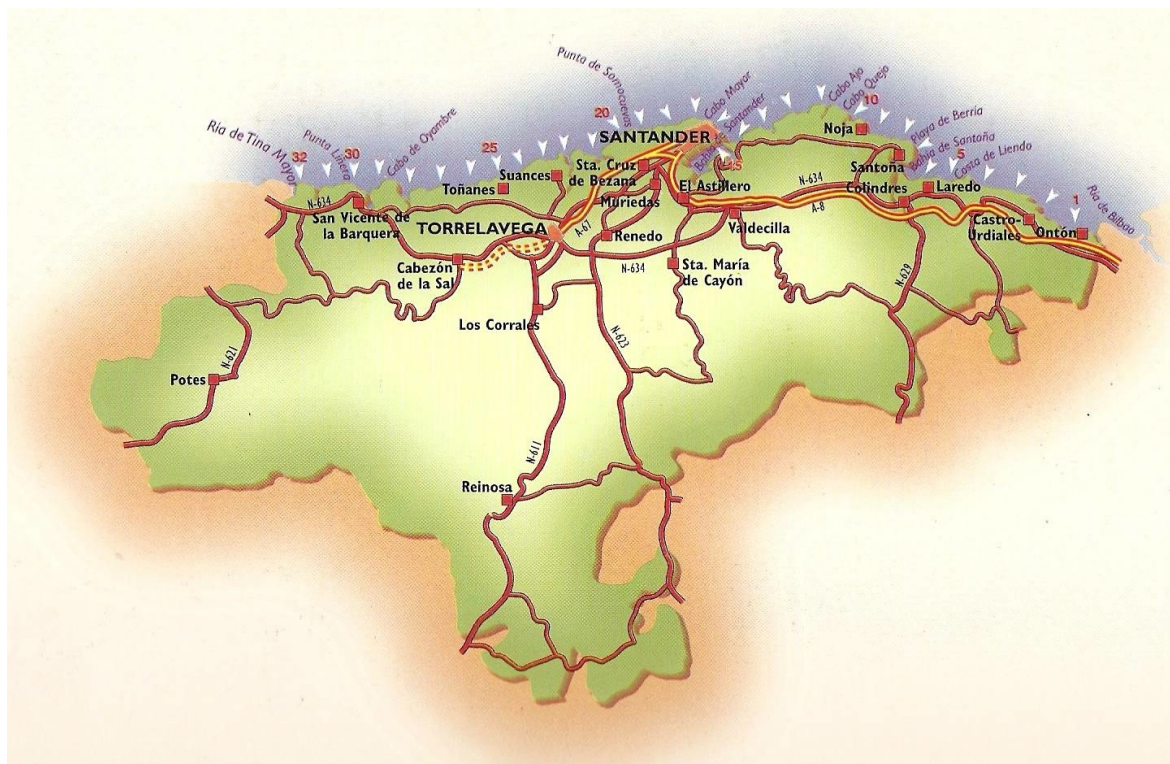 Punta de Somocuevas
Cabo Mayor
Bahía de Santander
Cabo Ajo
Cabo Quejo
10
20
Noja
Playa de Berria
SANTANDER
Ría de Tina Mayor
Punta Liñera
Cabo de Oyambre
32
30
25
15
Santoña
Bahia de Santaña
5
Costa de Liendo
Sta. Cruz
de Bezana
Suances
Toñanes
Muriedas
El Astillero
N-634
Colindres
Laredo
1
Ría de Bilbao
N-634
San Vicente de
la Barquera
A-8
Castro-
Urdiales
Ontón
TORRELAVEGA
A-67
Renedo
Valdecilla
Cabezón
de la Sal
N-634
Sta. María
de Cayón
N-629
Los Corrales
N-623
N-621
Potes
N-611
Reinosa